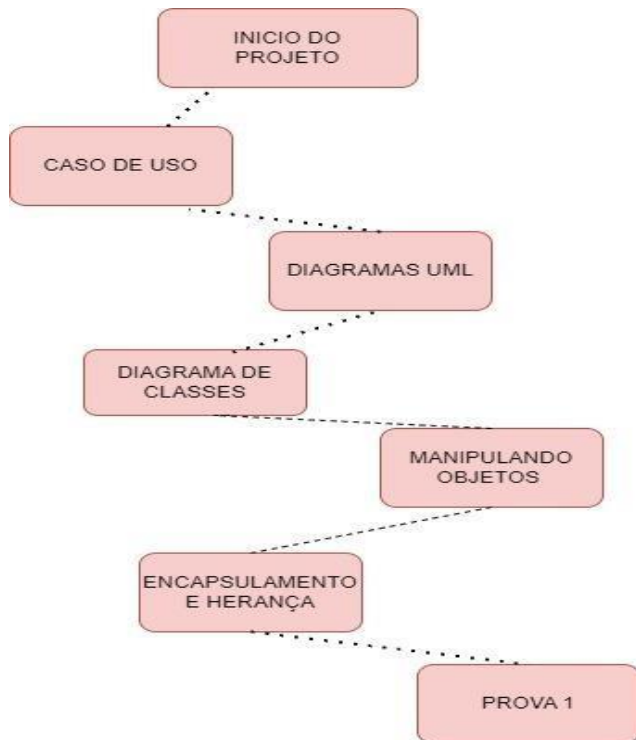 INICIO DO
PROJETO
CASO DE USO
DIAGRAMAS UML
DIAGRAMA DE
CLASSES
MANIPULANDO
OBJETOS
ENCAPSULAMENTO
E HERANÇA
PROVA 1